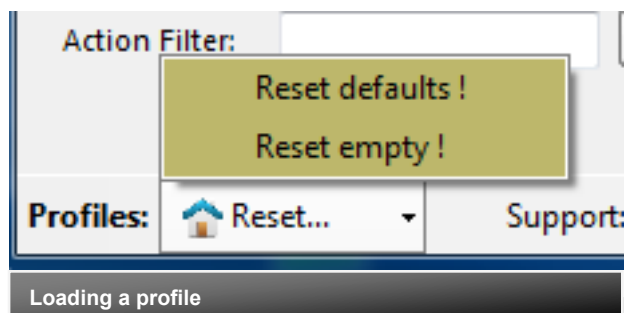 Action Filter:
Reset defaults !
Reset empty !
Profiles: Reset... Support:
Loading a profile